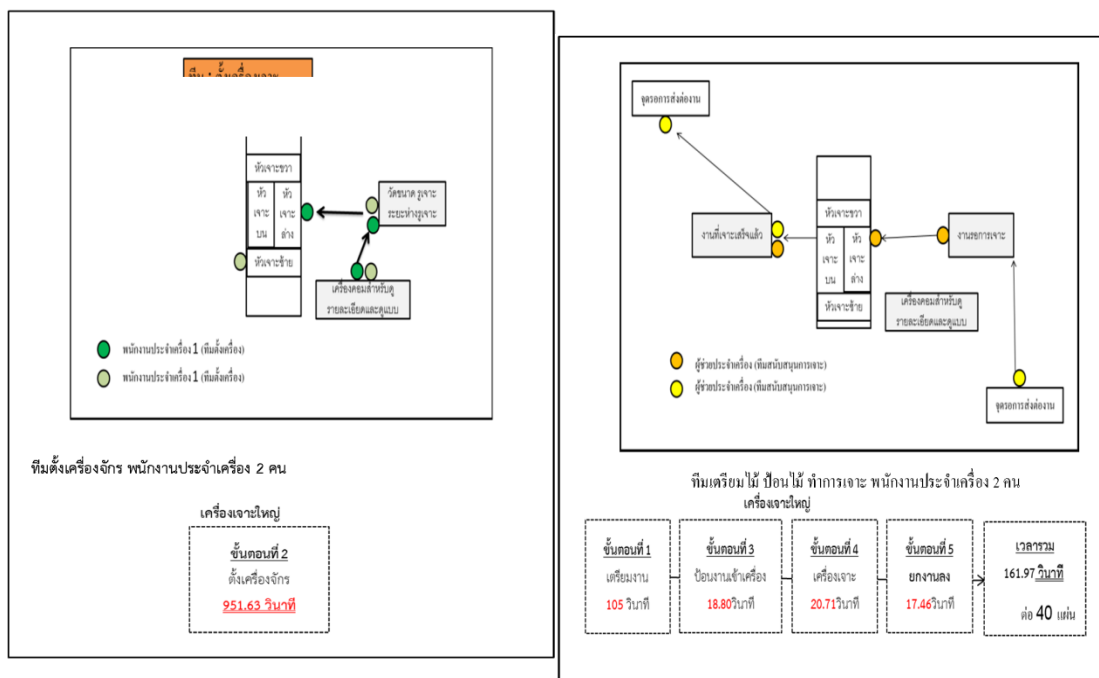 ทีม : ตั้งเครื่องเจาะ
หัวเจาะขวา
หัว
เจาะ
บน
หัว
เจาะ
ล่าง
หัวเจาะซ้าย
วัดขนาด รูเจาะ
ระยะห่างรูเจาะ
เครื่องคอมสำหรับดู
รายละเอียดและดูแบบ
พนักงานประจำเครื่อง 1 (ทีมตั้งเครื่อง)
พนักงานประจำเครื่อง 1 (ทีมตั้งเครื่อง)
ทีมตั้งเครื่องจักร พนักงานประจำเครื่อง 2 คน
เครื่องเจาะใหญ่
ขั้นตอนที่ 2
ตั้งเครื่องจักร
951.63 วินาที
จุดรอการส่งต่องาน
งานที่เจาะเสร็จแล้ว
หัวเจาะขวา
หัว
เจาะ
บน
หัว
เจาะ
ล่าง
หัวเจาะซ้าย
งานรอการเจาะ
เครื่องคอมสำหรับดู
รายละเอียดและดูแบบ
จุดรอการส่งต่องาน
ผู้ช่วยประจำเครื่อง (ทีมสนับสนุนการเจาะ)
ผู้ช่วยประจำเครื่อง (ทีมสนับสนุนการเจาะ)
ทีมเตรียมไม้ ป้อนไม้ ทำการเจาะ พนักงานประจำเครื่อง 2 คน
เครื่องเจาะใหญ่
ขั้นตอนที่ 1
เตรียมงาน
105 วินาที
ขั้นตอนที่ 3
ป้อนงานเข้าเครื่อง
18.80วินาที
ขั้นตอนที่ 4
เครื่องเจาะ
20.71วินาที
ขั้นตอนที่ 5
ยกงานลง
17.46วินาที
เวลารวม
161.97 วินาที
ต่อ 40 แผ่น